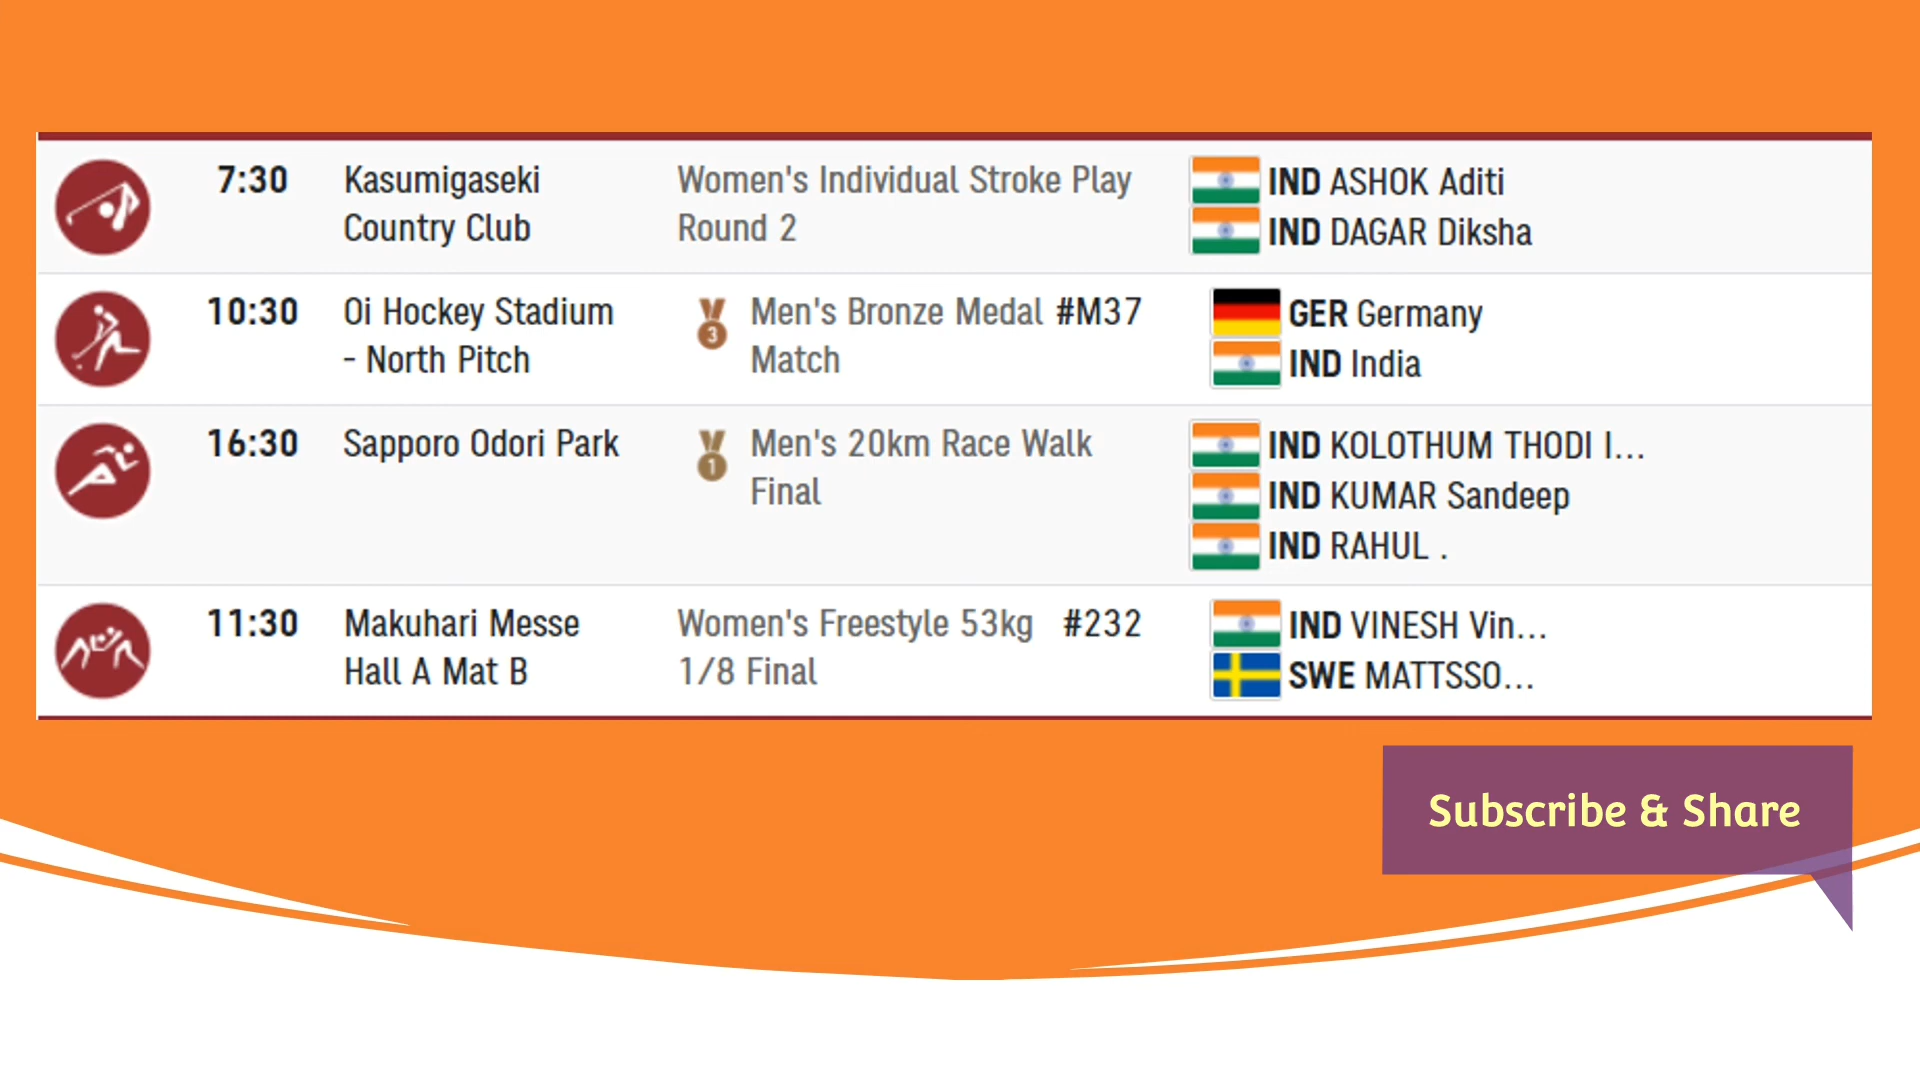 7:30 Kasumigaseki Women's Individual Stroke Play IND ASHOK Aditi
Country Club Round 2 IND DAGAR Diksha
10:30 Oi Hockey Stadium 3 Men's Bronze Medal #M37 GER Germany
- North Pitch Match IND India
16:30 Sapporo Odori Park 1 Men's 20km Race Walk IND KOLOTHUM THODI I...
Final IND KUMAR Sandeep
IND RAHUL .
11:30 Makuhari Messe Women's Freestyle 53kg #232 IND VINESH Vin...
Hall A Mat B 1/8 Final SWE MATTSSO...
Subscribe & Share